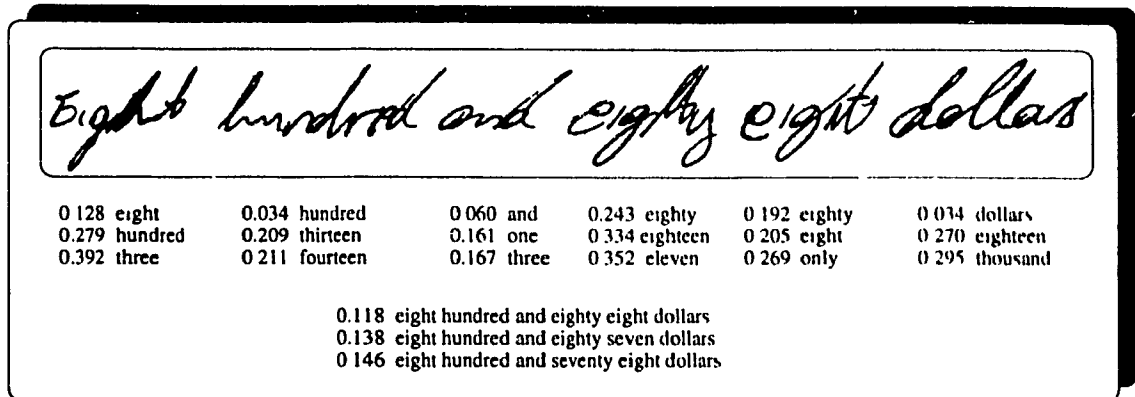 Eight hundred and eighty eight dollars
0.128 eight 0.034 hundred 0.060 and 0.243 eighty 0.192 eighty 0.034 dollars
0.279 hundred 0.209 thirteen 0.161 one 0.334 eighteen 0.205 eight 0.270 eighteen
0.392 three 0.211 fourteen 0.167 three 0.352 eleven 0.269 only 0.295 thousand
0.118 eight hundred and eighty eight dollars
0.138 eight hundred and eighty seven dollars
0.146 eight hundred and seventy eight dollars